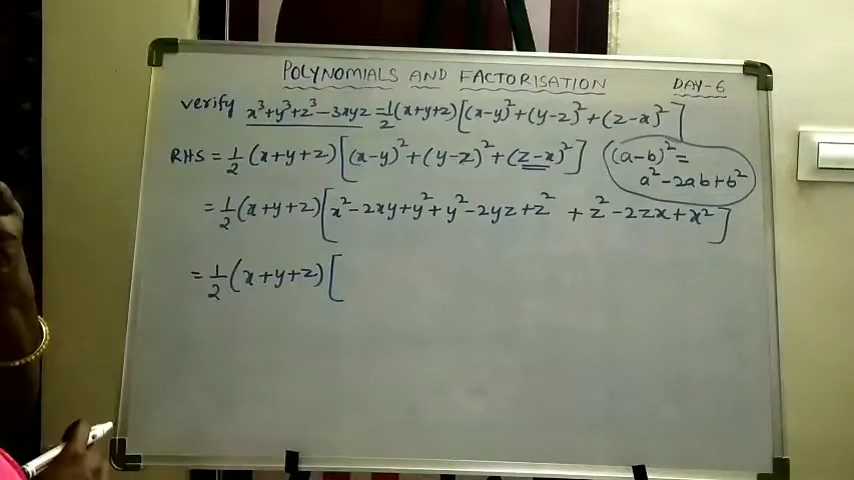 POLYNOMIALS AND FACTORISATION DAY-6
verify x³+y³+z³-3xyz=½(x+y+z)[(x-y)²+(y-z)²+(z-x)²]
RHS = ½ (x+y+z)[(x-y)²+(y-z)²+(z-x)²]
(a-b)²=
a²-2ab+b²
= ½(x+y+z)[x²-2xy+y²+y²-2yz+z² + z²-2zx+x²]
= ½(x+y+z)[